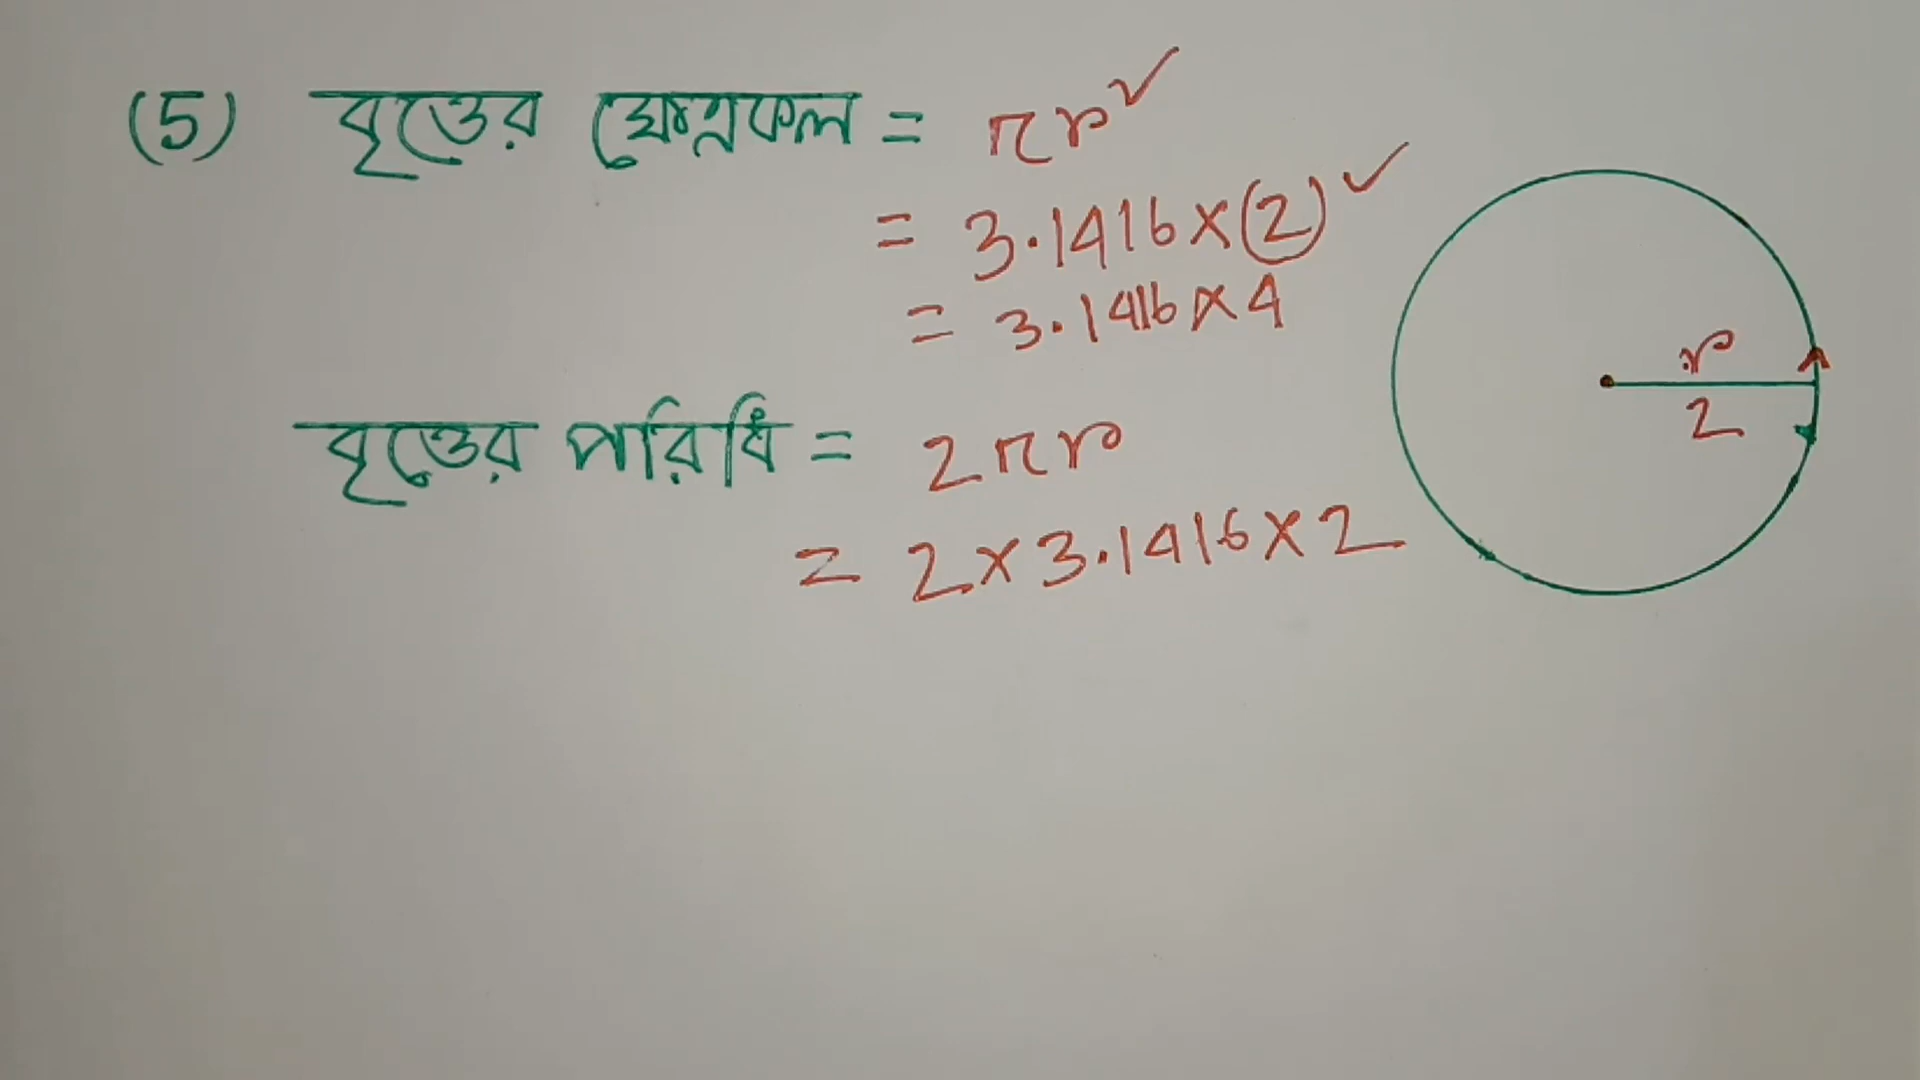 (5) বৃত্তের ক্ষেত্রফল = πr²
= 3.1416×(2)²
= 3.1416×4
r
2
বৃত্তের পরিধি = 2πr
= 2×3.1416×2